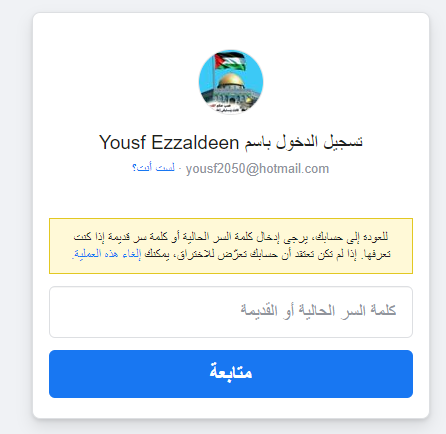 تسجيل الدخول باسم Yousf Ezzaldeen
yousf2050@hotmail.com · لست أنت؟
للعودة إلى حسابك، يرجى إدخال كلمة السر الحالية أو كلمة سر قديمة إذا كنت
تعرفها. إذا لم تكن تعتقد أن حسابك تعرّض للاختراق، يمكنك إلغاء هذه العملية.
كلمة السر الحالية أو القديمة
متابعة